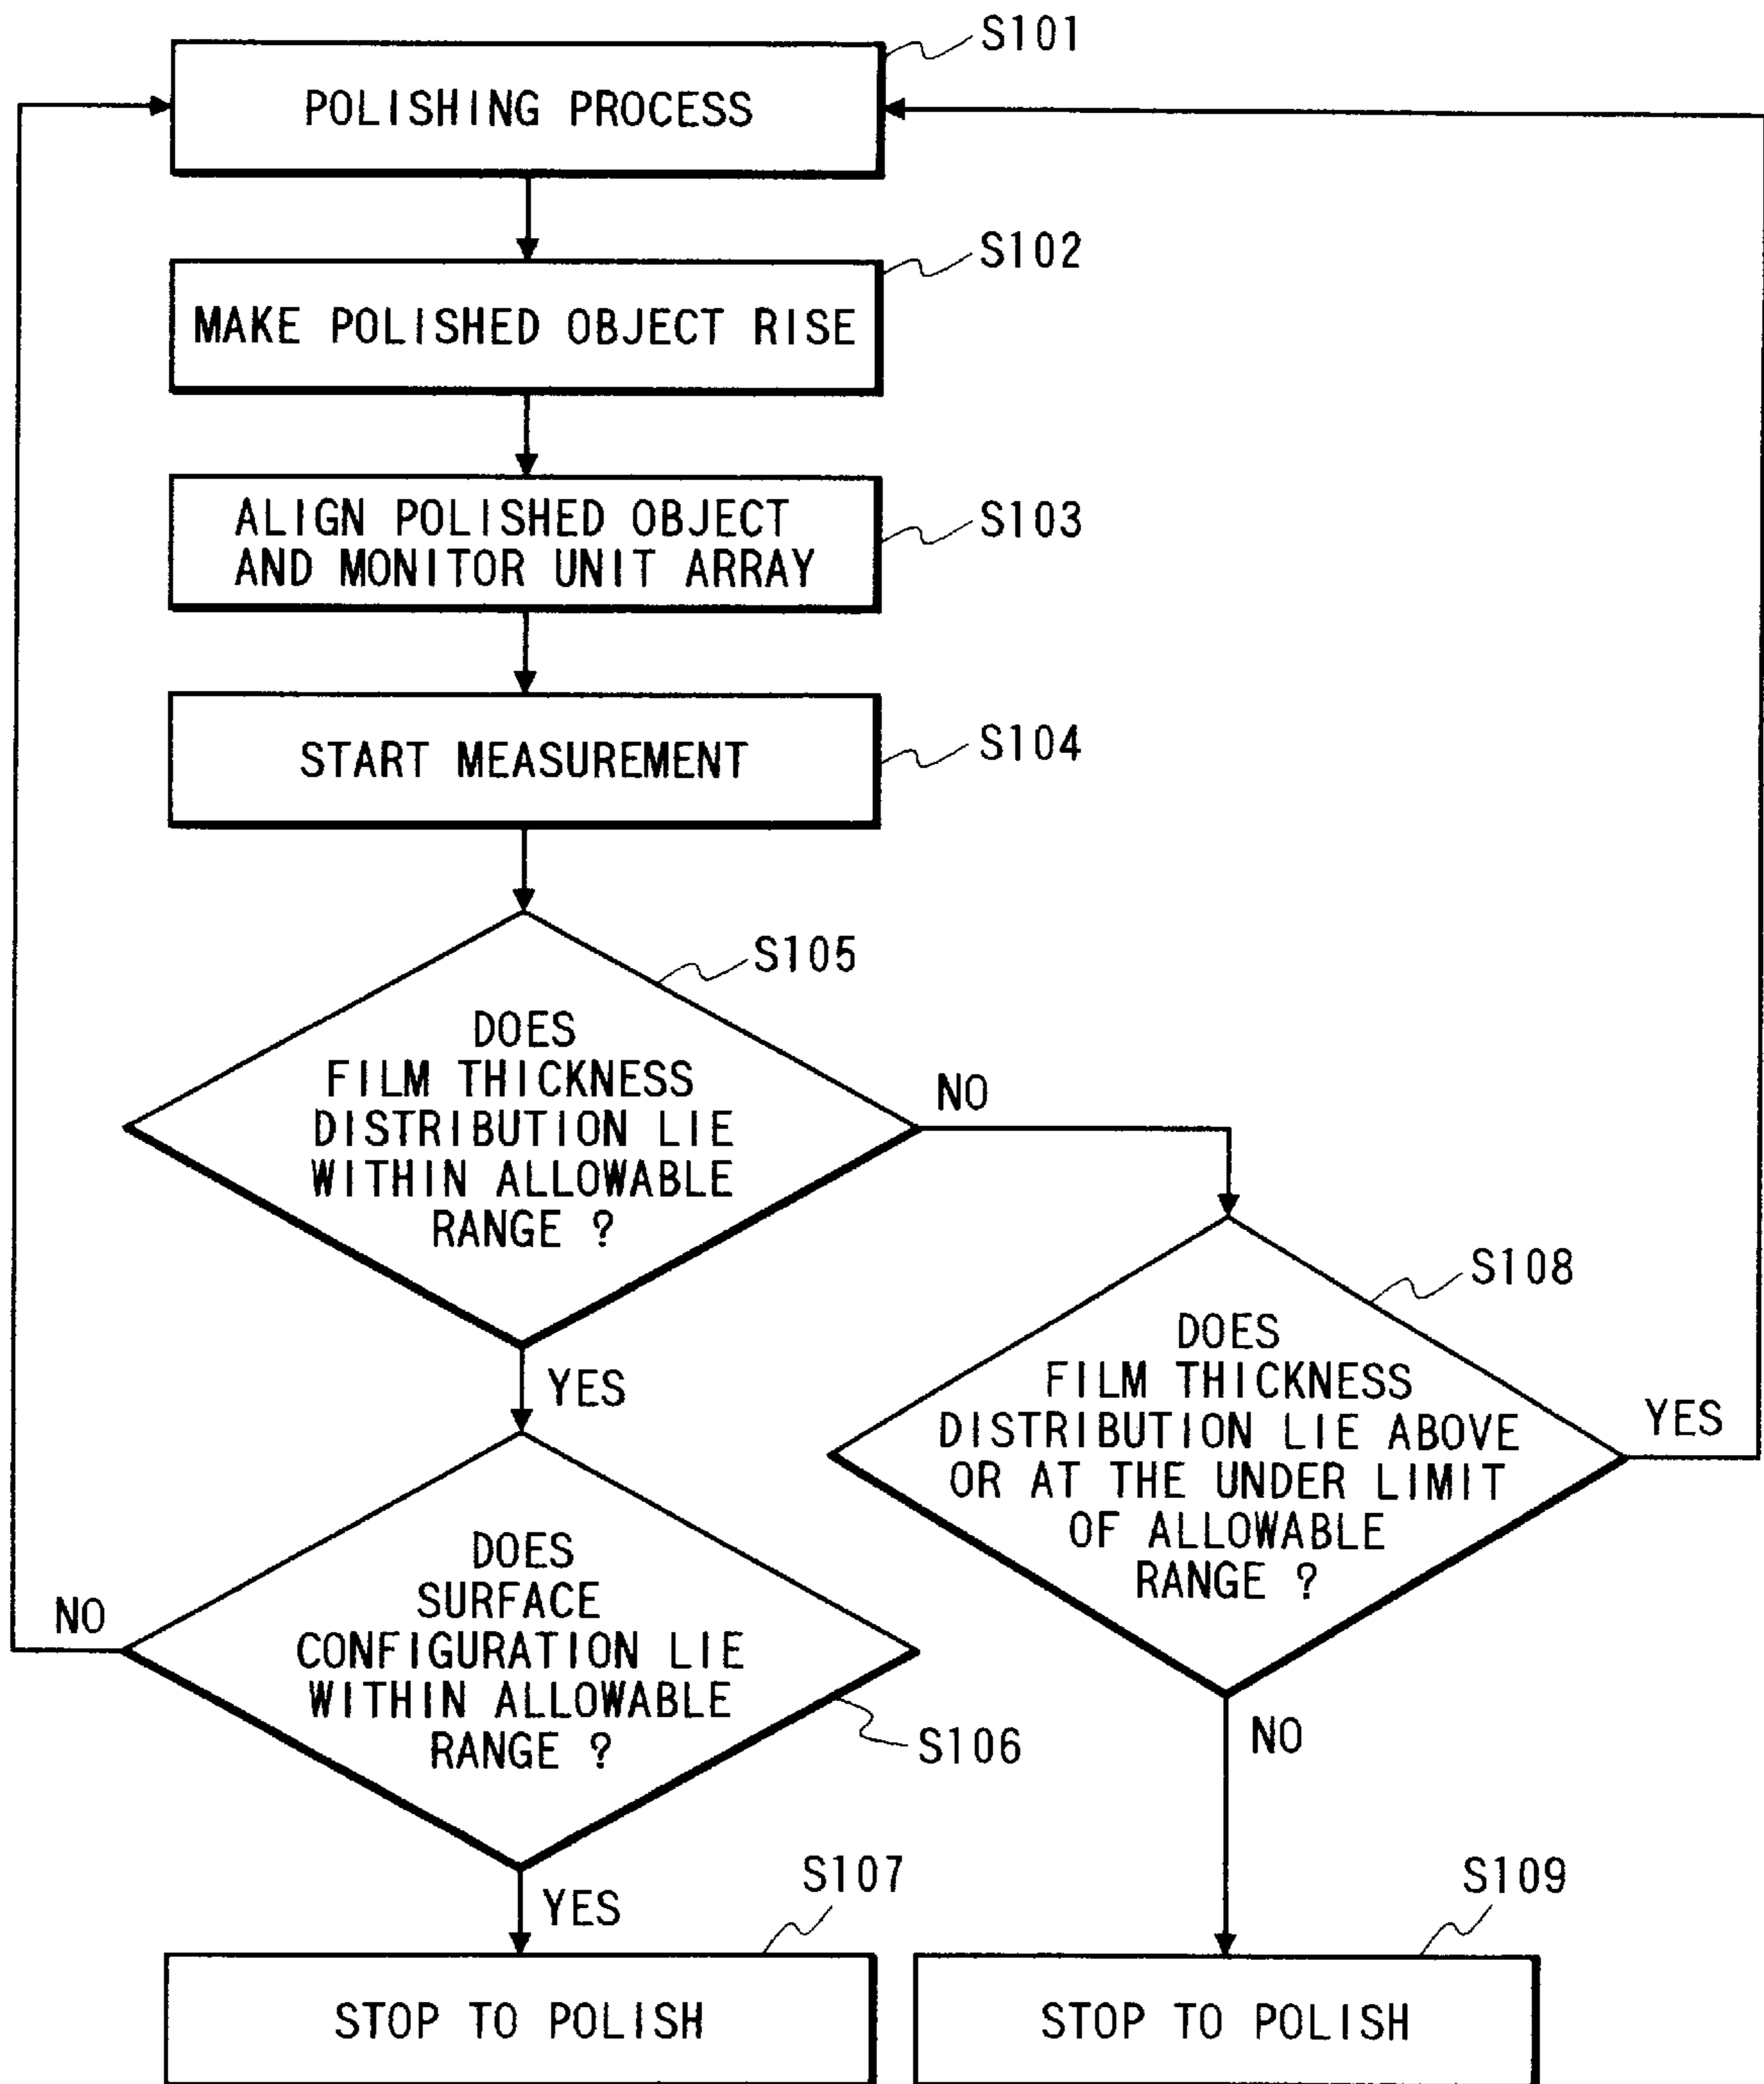 S101
POLISHING PROCESS
S102
MAKE POLISHED OBJECT RISE
S103
ALIGN POLISHED OBJECT
AND MONITOR UNIT ARRAY
S104
START MEASUREMENT
S105
DOES
FILM THICKNESS
DISTRIBUTION LIE
WITHIN ALLOWABLE
RANGE ?
NO
YES
S108
DOES
FILM THICKNESS
DISTRIBUTION LIE ABOVE
OR AT THE UNDER LIMIT
OF ALLOWABLE
RANGE ?
YES
NO
DOES
SURFACE
CONFIGURATION LIE
WITHIN ALLOWABLE
RANGE ?
NO
S106
YES
S107
STOP TO POLISH
S109
STOP TO POLISH